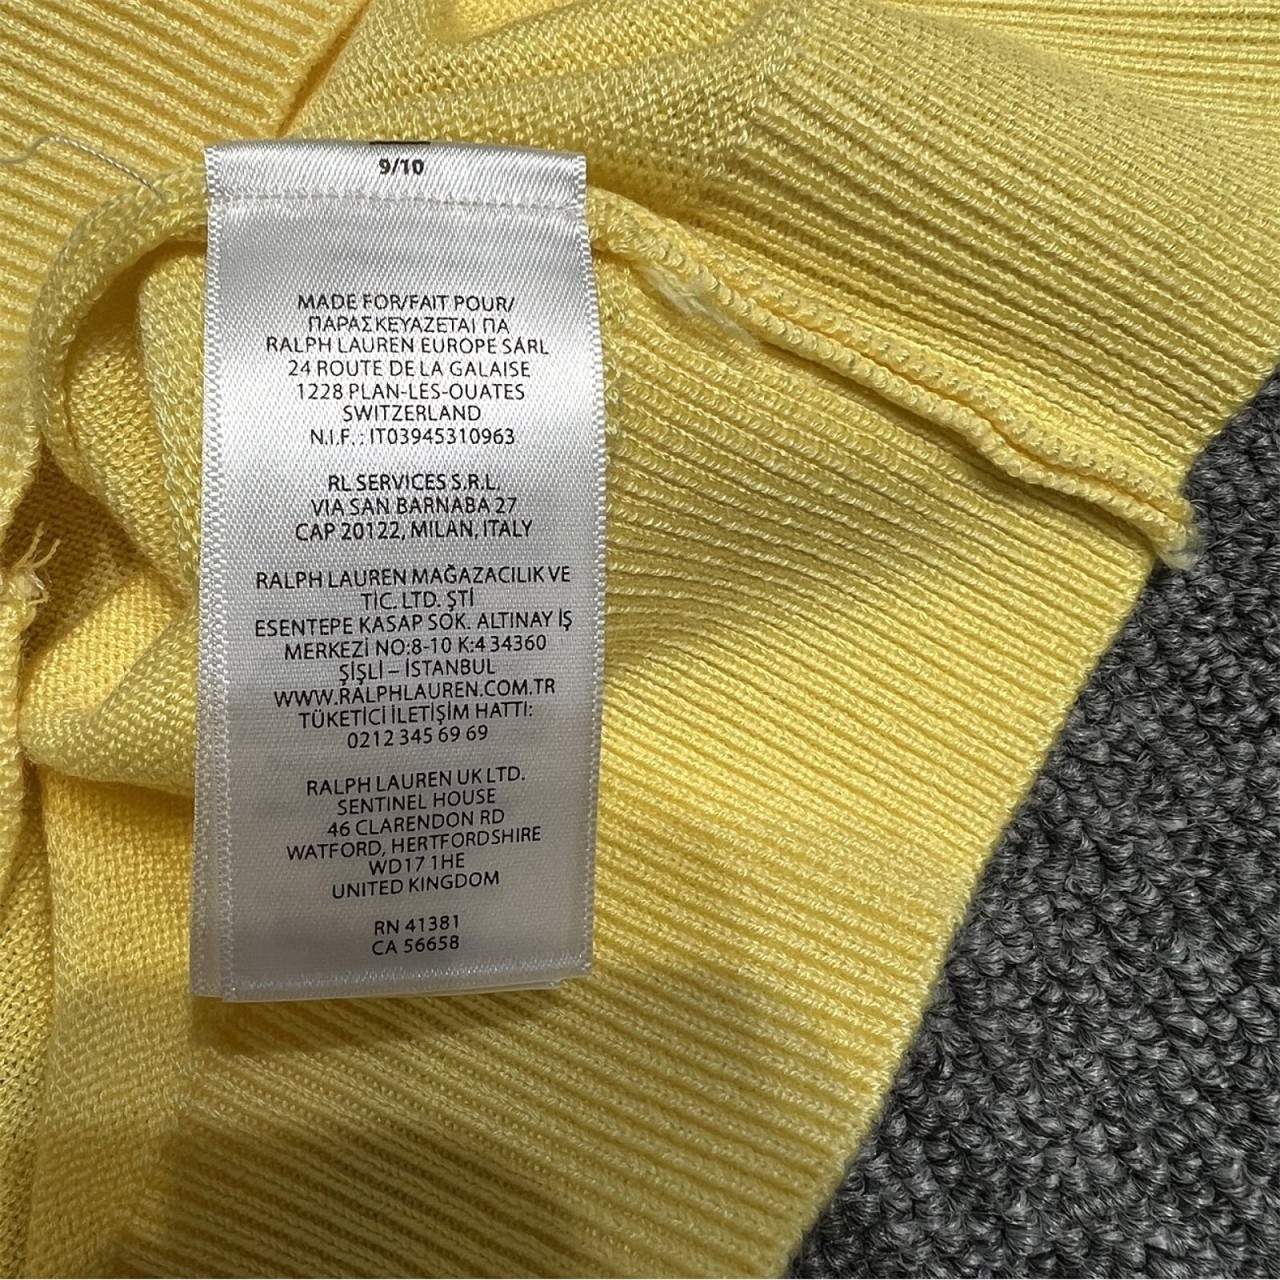 9/10
MADE FOR/FAIT POUR/
ΠΑΡΑΣΚΕΥΑΖΕΤΑΙ ΠΑ
RALPH LAUREN EUROPE SÁRL
24 ROUTE DE LA GALAISE
1228 PLAN-LES-OUATES
SWITZERLAND
N.I.F. : IT03945310963
RL SERVICES S.R.L.
VIA SAN BARNABA 27
CAP 20122, MILAN, ITALY
RALPH LAUREN MAĞAZACILIK VE
TİC. LTD. ŞTİ
ESENTEPE KASAP SOK. ALTINAY İŞ
MERKEZİ NO:8-10 K:4 34360
ŞİŞLİ – İSTANBUL
WWW.RALPHLAUREN.COM.TR
TÜKETİCİ İLETİŞİM HATTI:
0212 345 69 69
RALPH LAUREN UK LTD.
SENTINEL HOUSE
46 CLARENDON RD
WATFORD, HERTFORDSHIRE
WD17 1HE
UNITED KINGDOM
RN 41381
CA 56658